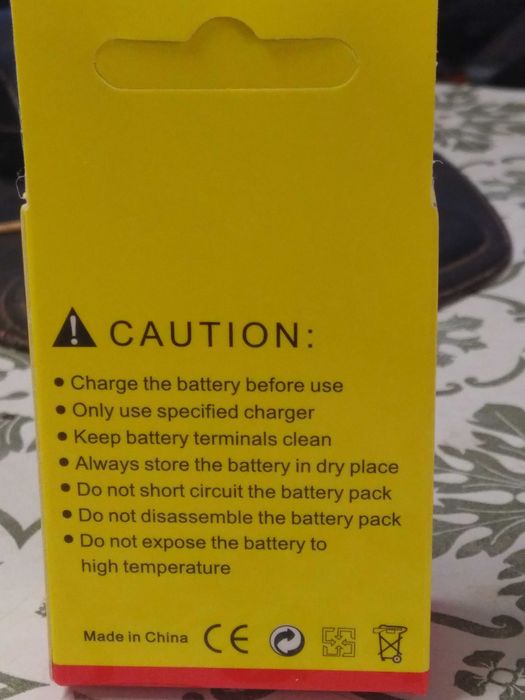 CAUTION:
• Charge the battery before use
• Only use specified charger
• Keep battery terminals clean
• Always store the battery in dry place
• Do not short circuit the battery pack
• Do not disassemble the battery pack
• Do not expose the battery to
high temperature
Made in China CE